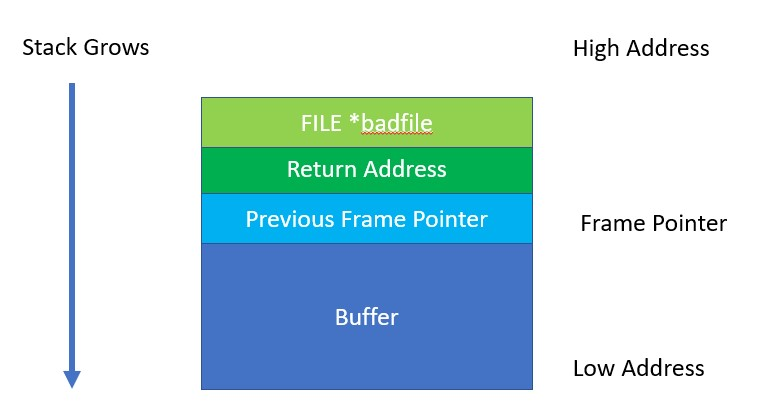 Stack Grows
High Address
FILE *badfile
Return Address
Previous Frame Pointer
Frame Pointer
Buffer
Low Address